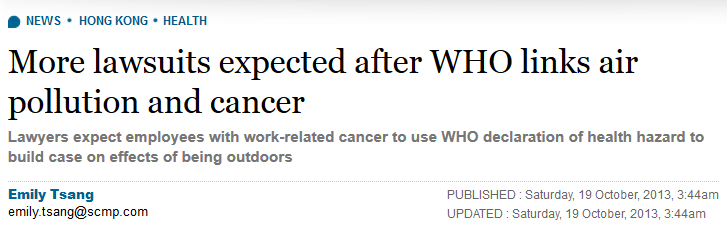 NEWS • HONG KONG • HEALTH
More lawsuits expected after WHO links air
pollution and cancer
Lawyers expect employees with work-related cancer to use WHO declaration of health hazard to
build case on effects of being outdoors
Emily Tsang
emily.tsang@scmp.com
PUBLISHED : Saturday, 19 October, 2013, 3:44am
UPDATED : Saturday, 19 October, 2013, 3:44am